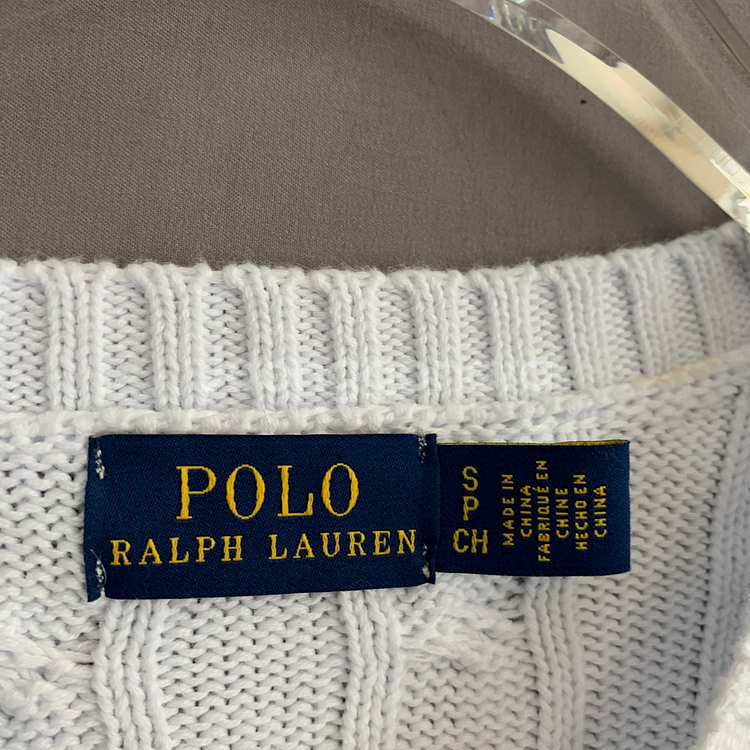 POLO
RALPH LAUREN
S
P
CH
MADE IN
CHINA
FABRIQUÉ EN
CHINE
HECHO EN
CHINA